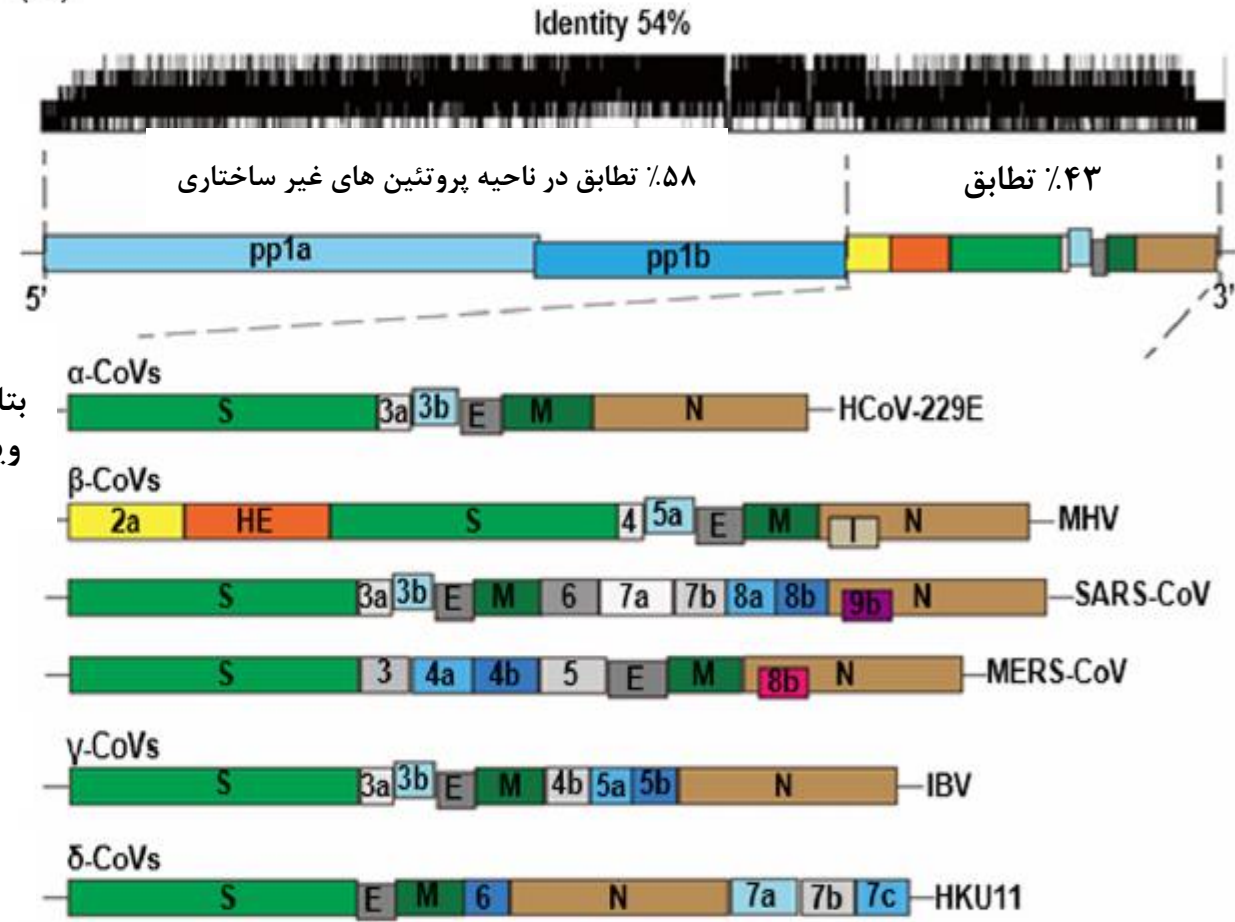 Identity 54%
٥٨٪ تطابق در ناحیه پروتئین های غیر ساختاری
٤٣٪ تطابق
pp1a pp1b
5' 3'
α-CoVs
S 3a 3b E M N HCoV-229E
β-CoVs
2a HE S 4 5a E M I N MHV
S 3a 3b E M 6 7a 7b 8a 8b 9b N SARS-CoV
S 3 4a 4b 5 E M 8b N MERS-CoV
γ-CoVs
S 3a 3b E M 4b 5a 5b N IBV
δ-CoVs
S E M 6 N 7a 7b 7c HKU11